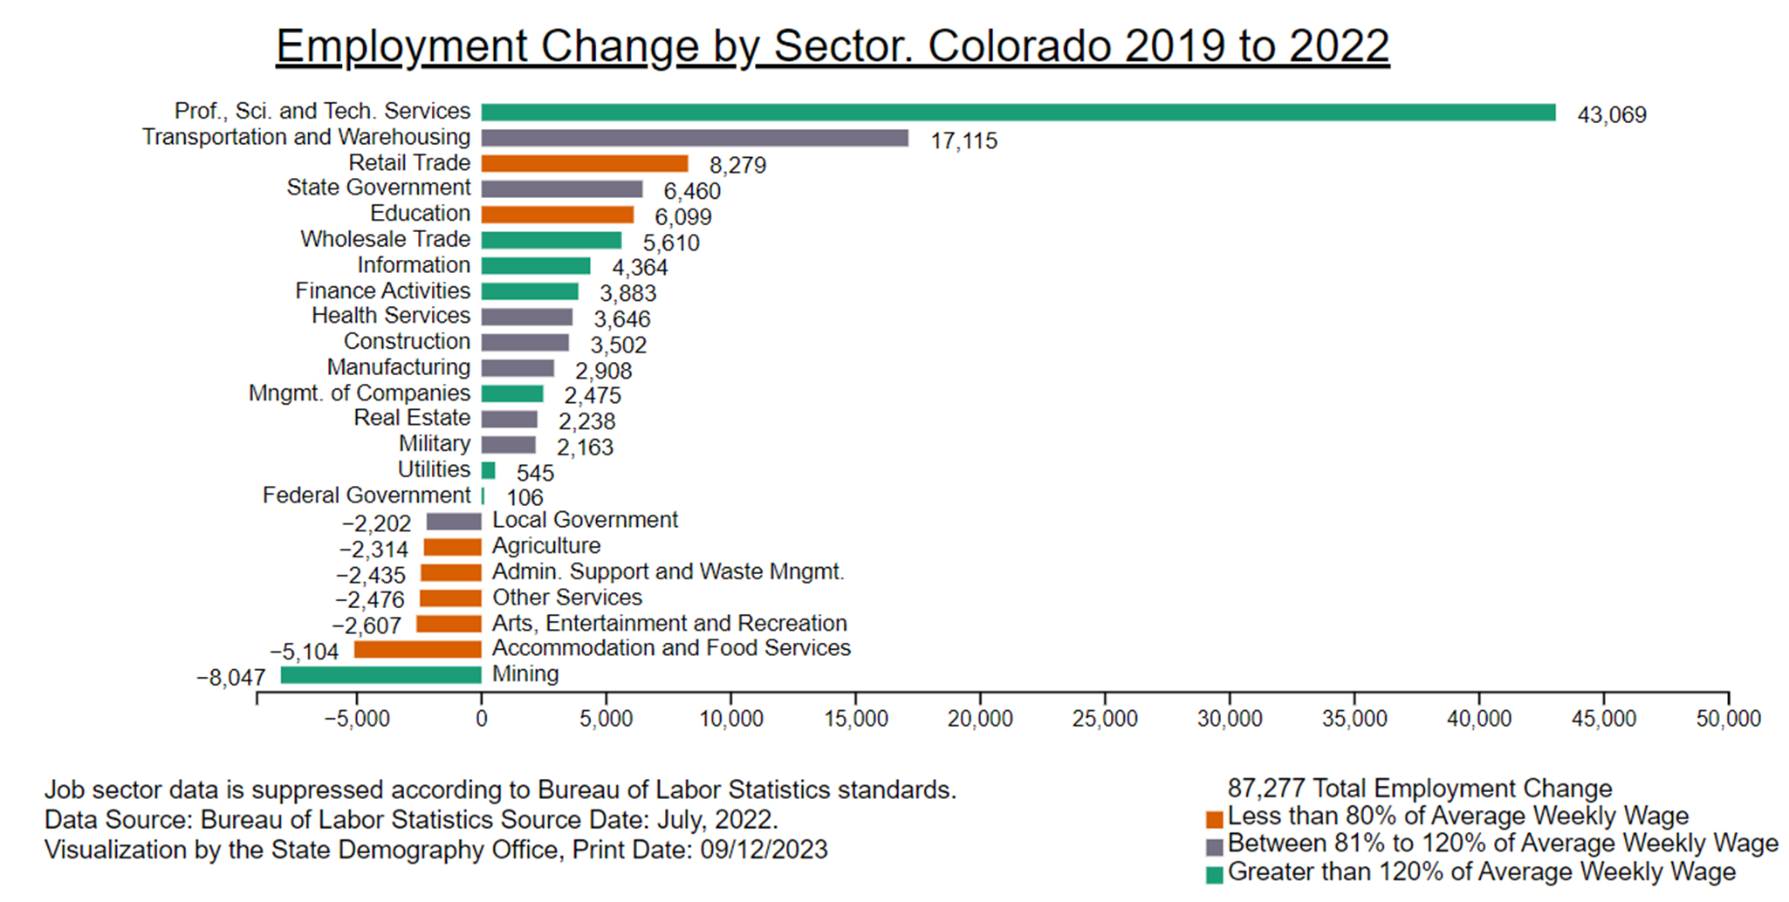 Employment Change by Sector. Colorado 2019 to 2022
Prof., Sci. and Tech. Services 43,069
Transportation and Warehousing 17,115
Retail Trade 8,279
State Government 6,460
Education 6,099
Wholesale Trade 5,610
Information 4,364
Finance Activities 3,883
Health Services 3,646
Construction 3,502
Manufacturing 2,908
Mngmt. of Companies 2,475
Real Estate 2,238
Military 2,163
Utilities 545
Federal Government 106
−2,202 Local Government
−2,314 Agriculture
−2,435 Admin. Support and Waste Mngmt.
−2,476 Other Services
−2,607 Arts, Entertainment and Recreation
−5,104 Accommodation and Food Services
−8,047 Mining
−5,000 0 5,000 10,000 15,000 20,000 25,000 30,000 35,000 40,000 45,000 50,000
Job sector data is suppressed according to Bureau of Labor Statistics standards.
Data Source: Bureau of Labor Statistics Source Date: July, 2022.
Visualization by the State Demography Office, Print Date: 09/12/2023
87,277 Total Employment Change
Less than 80% of Average Weekly Wage
Between 81% to 120% of Average Weekly Wage
Greater than 120% of Average Weekly Wage